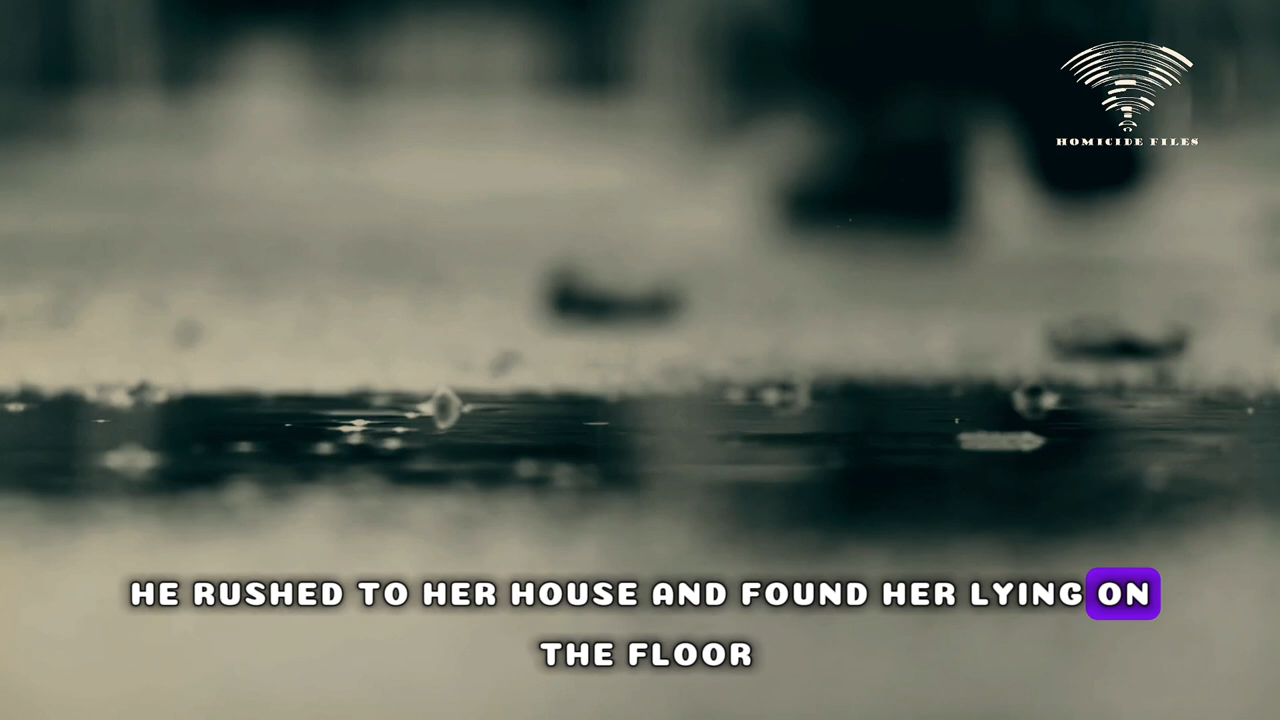 HOMICIDE FILES
HE RUSHED TO HER HOUSE AND FOUND HER LYING ON
THE FLOOR